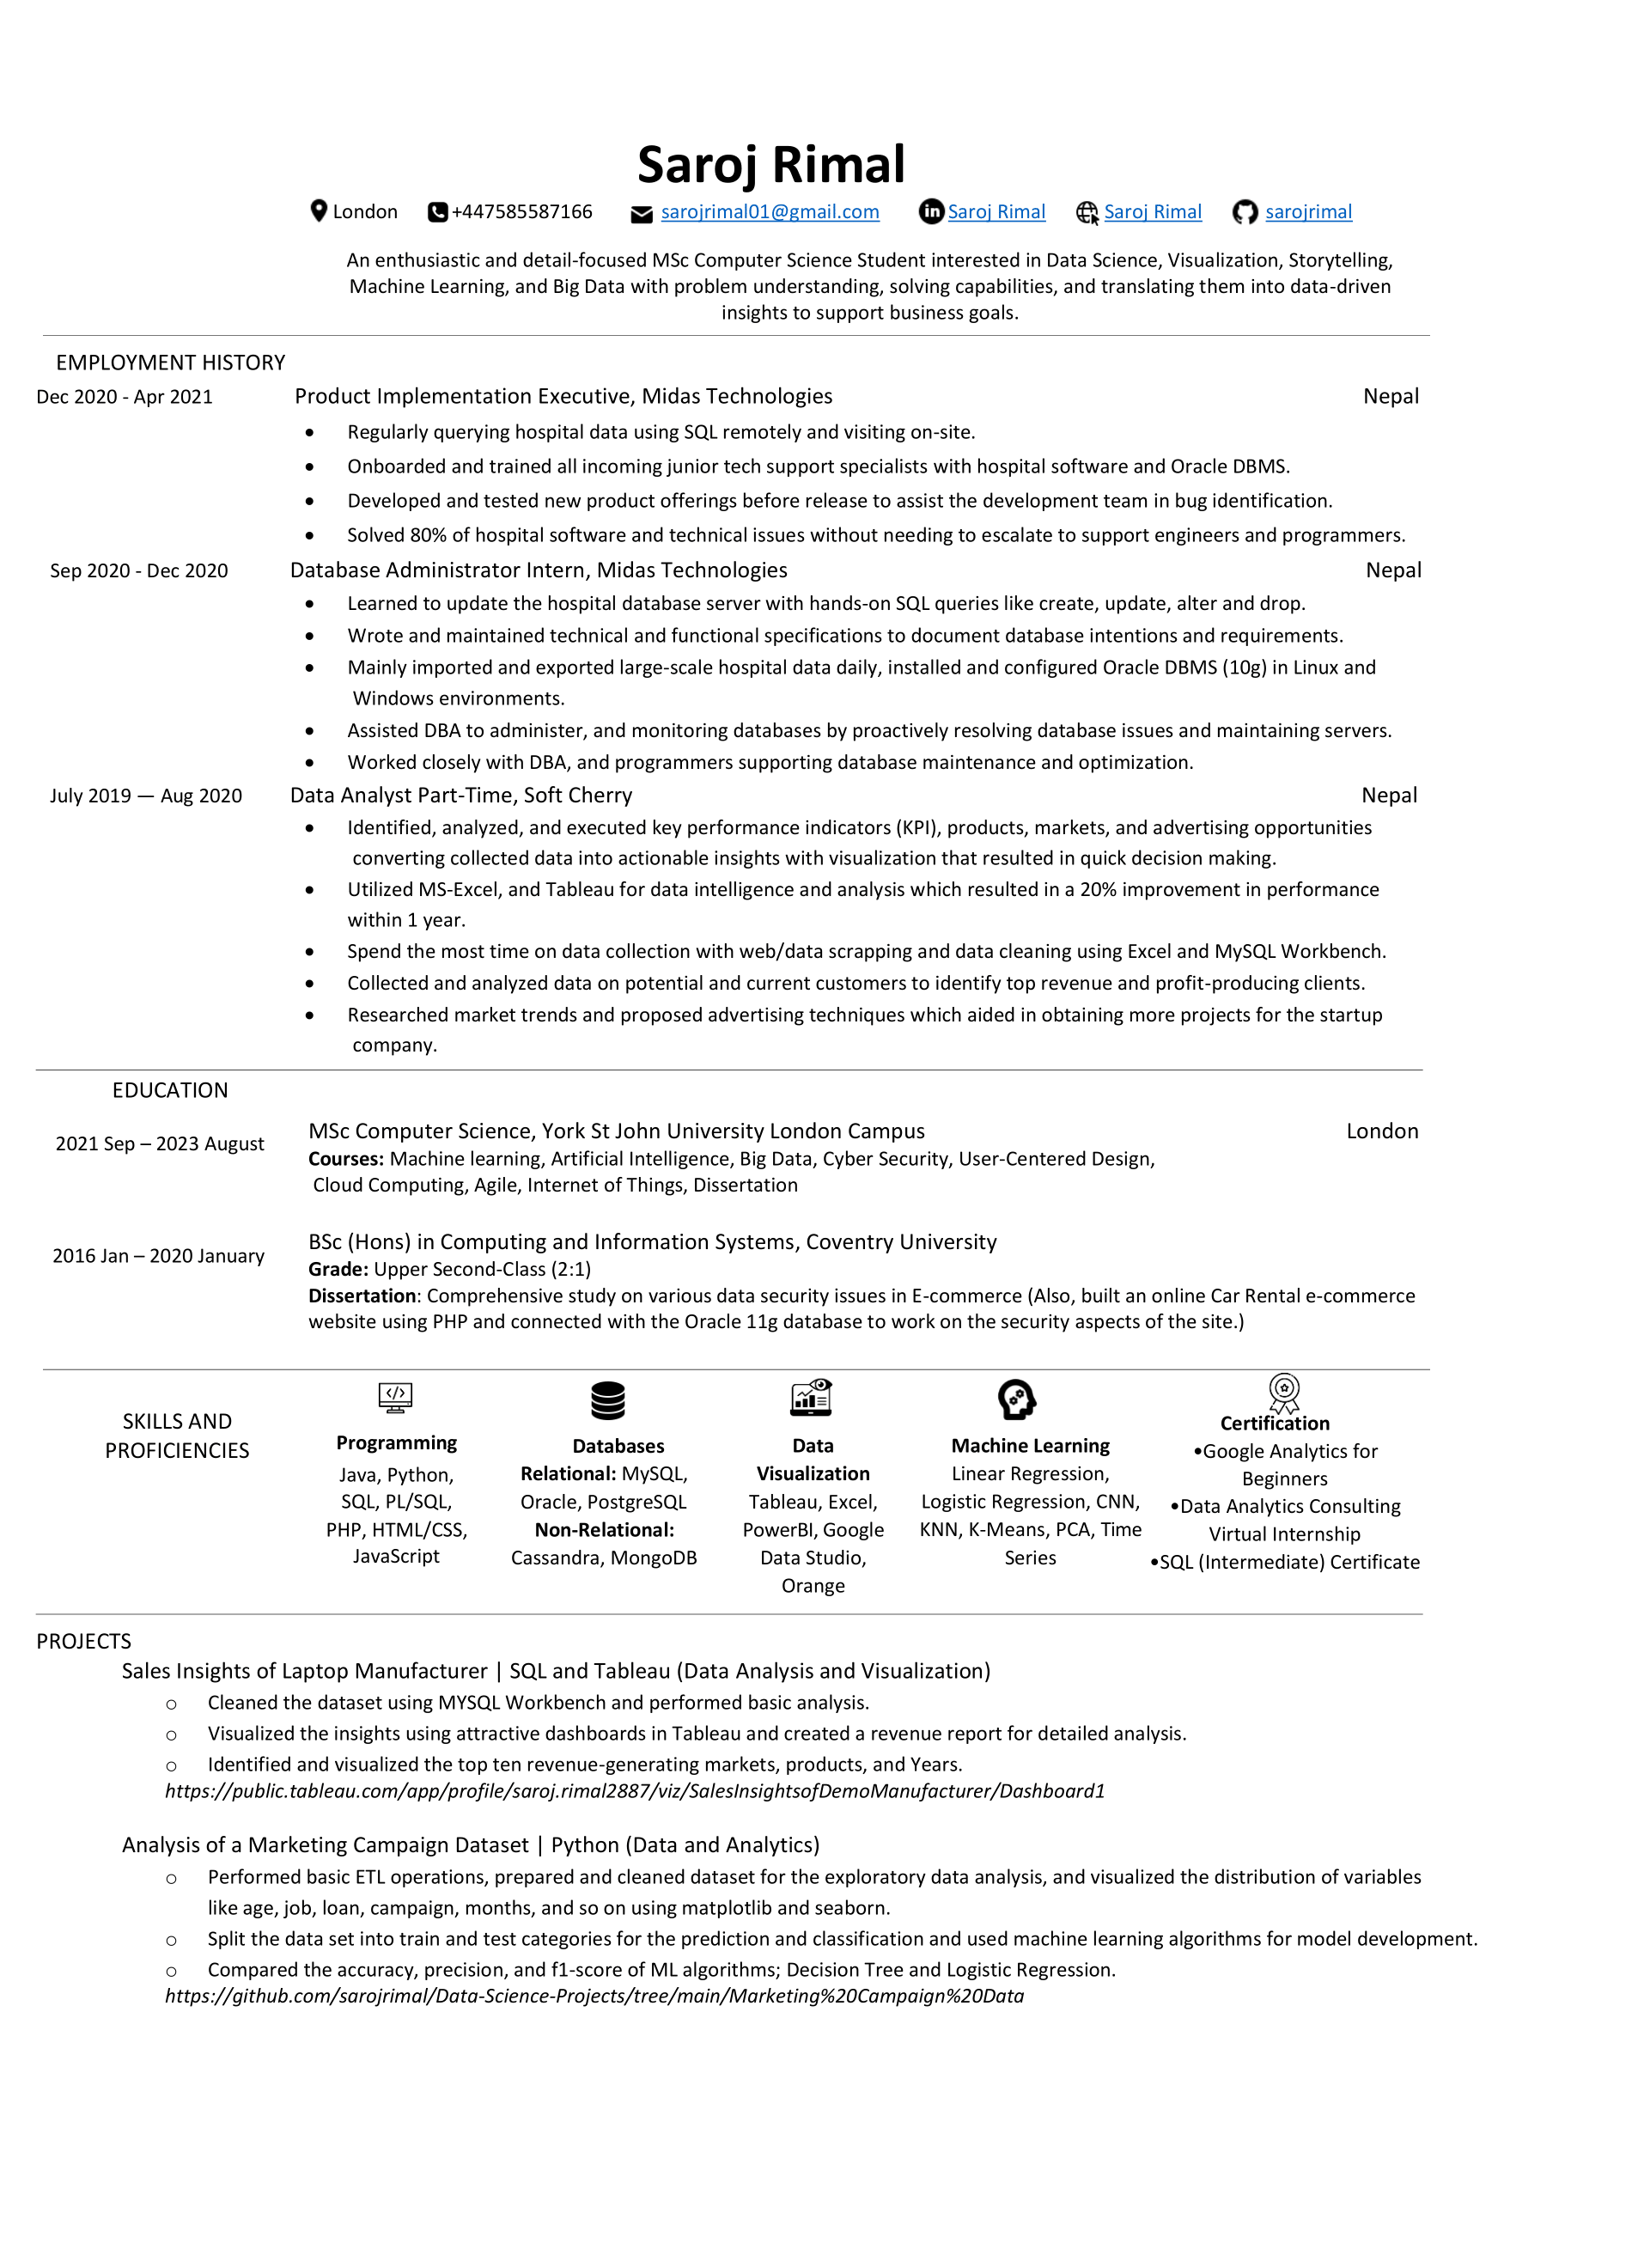 Saroj Rimal
London +447585587166 sarojrimal01@gmail.com Saroj Rimal Saroj Rimal sarojrimal
An enthusiastic and detail-focused MSc Computer Science Student interested in Data Science, Visualization, Storytelling,
Machine Learning, and Big Data with problem understanding, solving capabilities, and translating them into data-driven
insights to support business goals.
EMPLOYMENT HISTORY
Dec 2020 - Apr 2021 Product Implementation Executive, Midas Technologies Nepal
• Regularly querying hospital data using SQL remotely and visiting on-site.
• Onboarded and trained all incoming junior tech support specialists with hospital software and Oracle DBMS.
• Developed and tested new product offerings before release to assist the development team in bug identification.
• Solved 80% of hospital software and technical issues without needing to escalate to support engineers and programmers.
Sep 2020 - Dec 2020 Database Administrator Intern, Midas Technologies Nepal
• Learned to update the hospital database server with hands-on SQL queries like create, update, alter and drop.
• Wrote and maintained technical and functional specifications to document database intentions and requirements.
• Mainly imported and exported large-scale hospital data daily, installed and configured Oracle DBMS (10g) in Linux and
Windows environments.
• Assisted DBA to administer, and monitoring databases by proactively resolving database issues and maintaining servers.
• Worked closely with DBA, and programmers supporting database maintenance and optimization.
July 2019 — Aug 2020 Data Analyst Part-Time, Soft Cherry Nepal
• Identified, analyzed, and executed key performance indicators (KPI), products, markets, and advertising opportunities
converting collected data into actionable insights with visualization that resulted in quick decision making.
• Utilized MS-Excel, and Tableau for data intelligence and analysis which resulted in a 20% improvement in performance
within 1 year.
• Spend the most time on data collection with web/data scrapping and data cleaning using Excel and MySQL Workbench.
• Collected and analyzed data on potential and current customers to identify top revenue and profit-producing clients.
• Researched market trends and proposed advertising techniques which aided in obtaining more projects for the startup
company.
EDUCATION
2021 Sep – 2023 August MSc Computer Science, York St John University London Campus London
Courses: Machine learning, Artificial Intelligence, Big Data, Cyber Security, User-Centered Design,
Cloud Computing, Agile, Internet of Things, Dissertation
2016 Jan – 2020 January BSc (Hons) in Computing and Information Systems, Coventry University
Grade: Upper Second-Class (2:1)
Dissertation: Comprehensive study on various data security issues in E-commerce (Also, built an online Car Rental e-commerce
website using PHP and connected with the Oracle 11g database to work on the security aspects of the site.)
SKILLS AND
PROFICIENCIES
Programming
Java, Python,
SQL, PL/SQL,
PHP, HTML/CSS,
JavaScript
Databases
Relational: MySQL,
Oracle, PostgreSQL
Non-Relational:
Cassandra, MongoDB
Data
Visualization
Tableau, Excel,
PowerBI, Google
Data Studio,
Orange
Machine Learning
Linear Regression,
Logistic Regression, CNN,
KNN, K-Means, PCA, Time
Series
Certification
•Google Analytics for
Beginners
•Data Analytics Consulting
Virtual Internship
•SQL (Intermediate) Certificate
PROJECTS
Sales Insights of Laptop Manufacturer | SQL and Tableau (Data Analysis and Visualization)
o Cleaned the dataset using MYSQL Workbench and performed basic analysis.
o Visualized the insights using attractive dashboards in Tableau and created a revenue report for detailed analysis.
o Identified and visualized the top ten revenue-generating markets, products, and Years.
https://public.tableau.com/app/profile/saroj.rimal2887/viz/SalesInsightsofDemoManufacturer/Dashboard1
Analysis of a Marketing Campaign Dataset | Python (Data and Analytics)
o Performed basic ETL operations, prepared and cleaned dataset for the exploratory data analysis, and visualized the distribution of variables
like age, job, loan, campaign, months, and so on using matplotlib and seaborn.
o Split the data set into train and test categories for the prediction and classification and used machine learning algorithms for model development.
o Compared the accuracy, precision, and f1-score of ML algorithms; Decision Tree and Logistic Regression.
https://github.com/sarojrimal/Data-Science-Projects/tree/main/Marketing%20Campaign%20Data